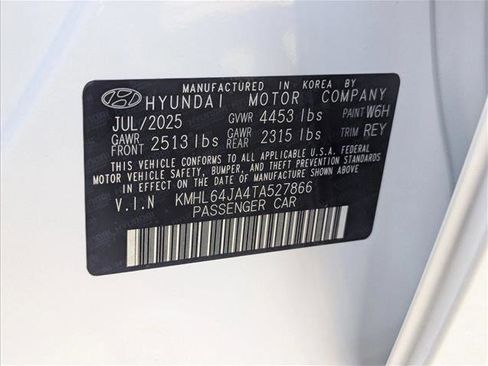 MANUFACTURED IN KOREA BY
HYUNDAI MOTOR COMPANY
JUL/2025 GVWR 4453 lbs PAINT W6H
GAWR FRONT 2513 lbs GAWR REAR 2315 lbs TRIM REY
THIS VEHICLE CONFORMS TO ALL APPLICABLE U.S.A. FEDERAL
MOTOR VEHICLE SAFETY, BUMPER, AND THEFT PREVENTION STANDARDS
IN EFFECT ON THE DATE OF MANUFACTURE SHOWN ABOVE.
V.I.N KMHL64JA4TA527866
PASSENGER CAR